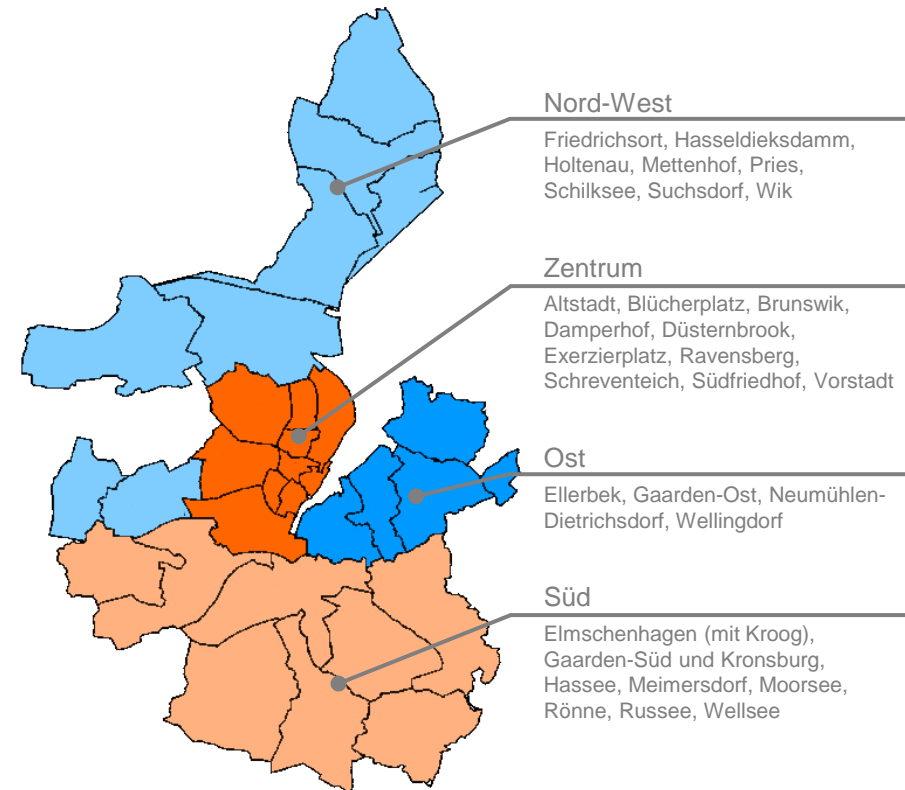 Nord-West
Friedrichsort, Hasseldieksdamm,
Holtenau, Mettenhof, Pries,
Schilksee, Suchsdorf, Wik
Zentrum
Altstadt, Blücherplatz, Brunswik,
Damperhof, Düsternbrook,
Exerzierplatz, Ravensberg,
Schreventeich, Südfriedhof, Vorstadt
Ost
Ellerbek, Gaarden-Ost, Neumühlen-
Dietrichsdorf, Wellingdorf
Süd
Elmschenhagen (mit Kroog),
Gaarden-Süd und Kronsburg,
Hassee, Meimersdorf, Moorsee,
Rönne, Russee, Wellsee